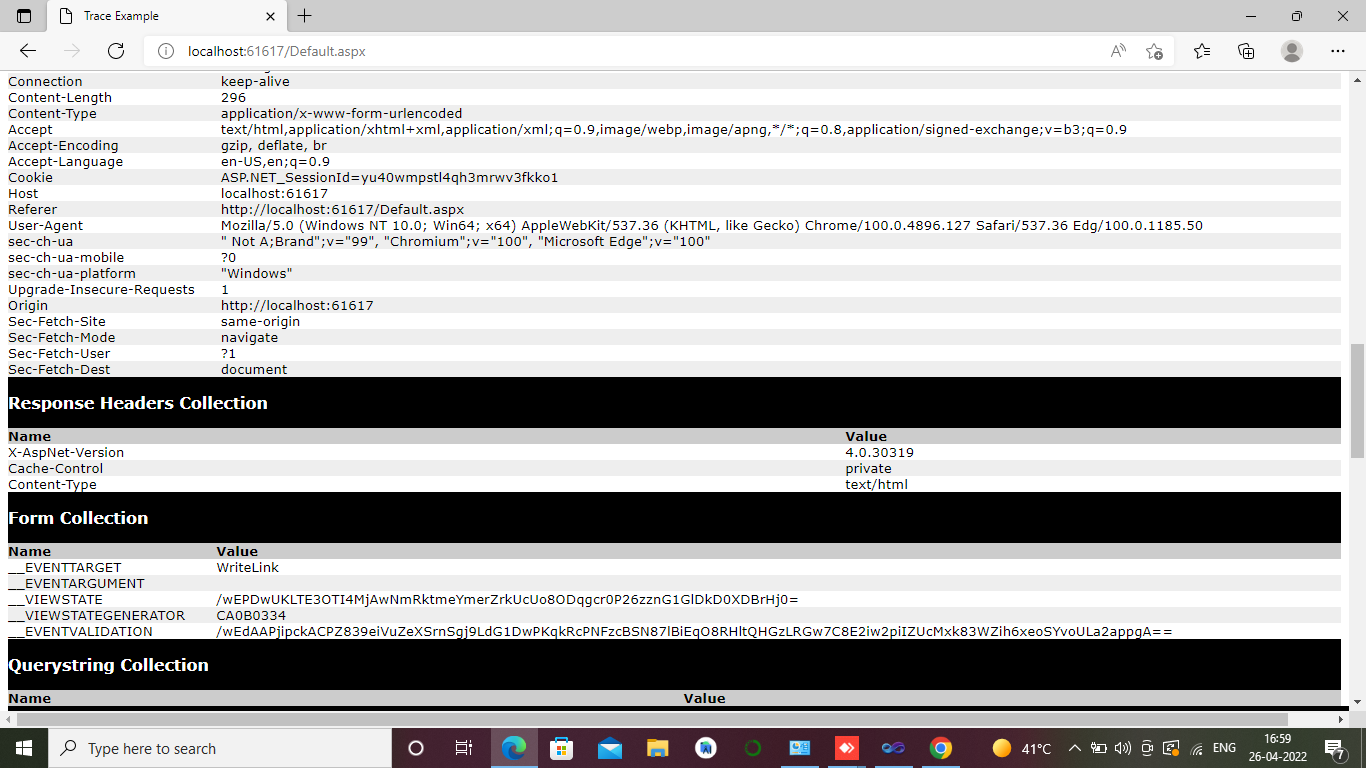 Trace Example
localhost:61617/Default.aspx
Connection keep-alive
Content-Length 296
Content-Type application/x-www-form-urlencoded
Accept text/html,application/xhtml+xml,application/xml;q=0.9,image/webp,image/apng,*/*;q=0.8,application/signed-exchange;v=b3;q=0.9
Accept-Encoding gzip, deflate, br
Accept-Language en-US,en;q=0.9
Cookie ASP.NET_SessionId=yu40wmpstl4qh3mrwv3fkko1
Host localhost:61617
Referer http://localhost:61617/Default.aspx
User-Agent Mozilla/5.0 (Windows NT 10.0; Win64; x64) AppleWebKit/537.36 (KHTML, like Gecko) Chrome/100.0.4896.127 Safari/537.36 Edg/100.0.1185.50
sec-ch-ua " Not A;Brand";v="99", "Chromium";v="100", "Microsoft Edge";v="100"
sec-ch-ua-mobile ?0
sec-ch-ua-platform "Windows"
Upgrade-Insecure-Requests 1
Origin http://localhost:61617
Sec-Fetch-Site same-origin
Sec-Fetch-Mode navigate
Sec-Fetch-User ?1
Sec-Fetch-Dest document
Response Headers Collection
Name Value
X-AspNet-Version 4.0.30319
Cache-Control private
Content-Type text/html
Form Collection
Name Value
__EVENTTARGET WriteLink
__EVENTARGUMENT
__VIEWSTATE /wEPDwUKLTE3OTI4MjAwNmRktmeYmerZrkUcUo8ODqgcr0P26zznG1GlDkD0XDBrHj0=
__VIEWSTATEGENERATOR CA0B0334
__EVENTVALIDATION /wEdAAPjipckACPZ839eiVuZeXSrnSgj9LdG1DwPKqkRcPNFzcBSN87lBiEqO8RHltQHGzLRGw7C8E2iw2piIZUcMxk83WZih6xeoSYvoULa2appgA==
Querystring Collection
Name Value
Type here to search
41°C
ENG
16:59
26-04-2022
7